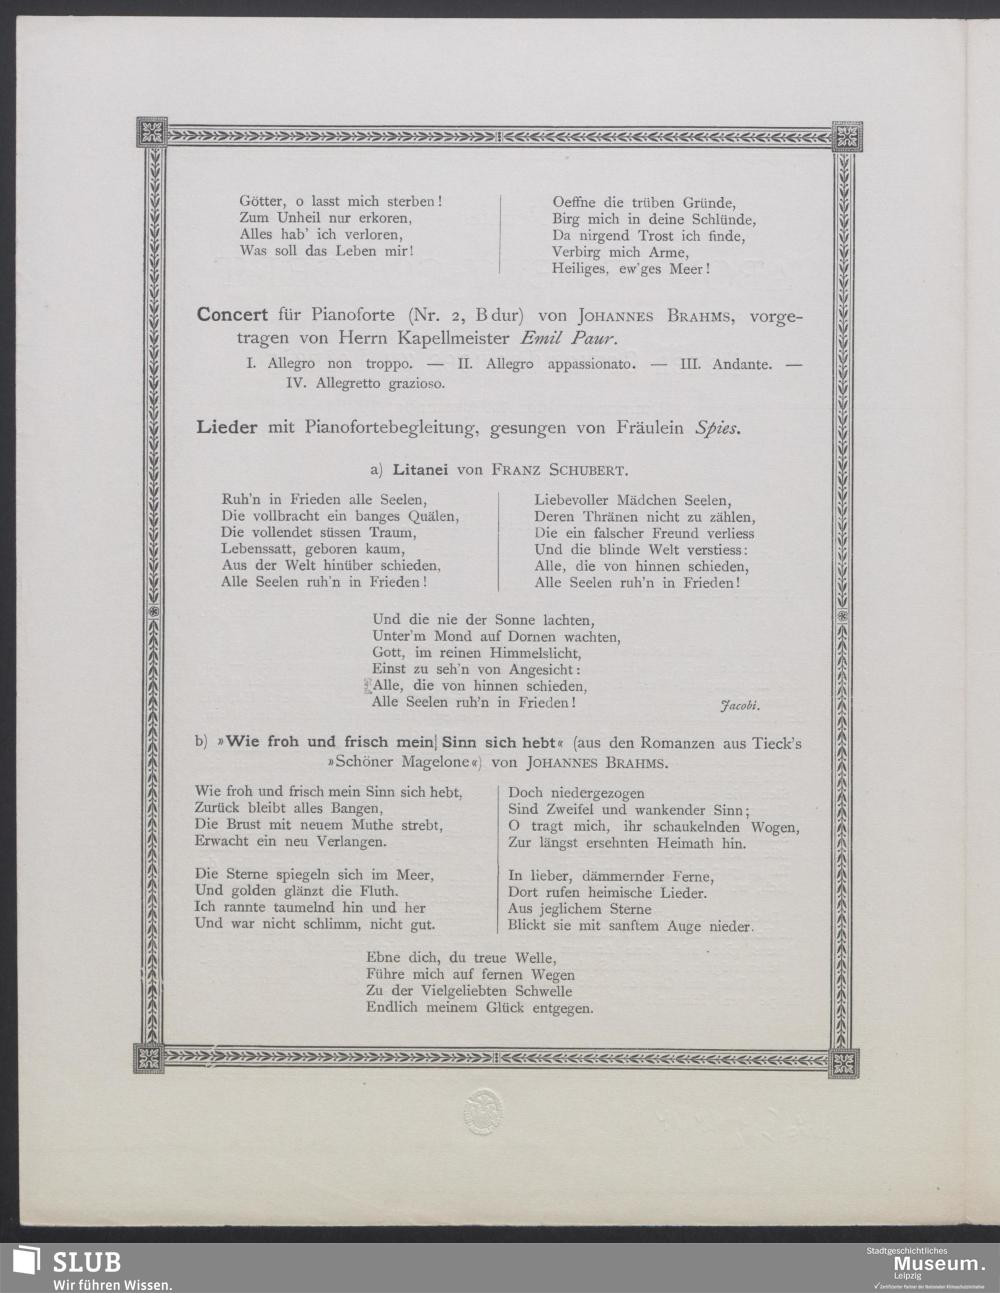 Götter, o lasst mich sterben!
Zum Unheil nur erkoren,
Alles hab' ich verloren,
Was soll das Leben mir!
Oeffne die trüben Gründe,
Birg mich in deine Schlünde,
Da nirgend Trost ich finde,
Verbirg mich Arme,
Heiliges, ew'ges Meer!
Concert für Pianoforte (Nr. 2, B dur) von JOHANNES BRAHMS, vorge-
tragen von Herrn Kapellmeister Emil Paur.
I. Allegro non troppo. — II. Allegro appassionato. — III. Andante. —
IV. Allegretto grazioso.
Lieder mit Pianofortebegleitung, gesungen von Fräulein Spies.
a) Litanei von FRANZ SCHUBERT.
Ruh'n in Frieden alle Seelen,
Die vollbracht ein banges Quälen,
Die vollendet süssen Traum,
Lebenssatt, geboren kaum,
Aus der Welt hinüber schieden,
Alle Seelen ruh'n in Frieden!
Liebevoller Mädchen Seelen,
Deren Thränen nicht zu zählen,
Die ein falscher Freund verliess
Und die blinde Welt verstiess:
Alle, die von hinnen schieden,
Alle Seelen ruh'n in Frieden!
Und die nie der Sonne lachten,
Unter'm Mond auf Dornen wachten,
Gott, im reinen Himmelslicht,
Einst zu seh'n von Angesicht:
Alle, die von hinnen schieden,
Alle Seelen ruh'n in Frieden!
Jacobi.
b) »Wie froh und frisch mein Sinn sich hebt« (aus den Romanzen aus Tieck's
»Schöner Magelone«) von JOHANNES BRAHMS.
Wie froh und frisch mein Sinn sich hebt,
Zurück bleibt alles Bangen,
Die Brust mit neuem Muthe strebt,
Erwacht ein neu Verlangen.
Die Sterne spiegeln sich im Meer,
Und golden glänzt die Fluth.
Ich rannte taumelnd hin und her
Und war nicht schlimm, nicht gut.
Doch niedergezogen
Sind Zweifel und wankender Sinn;
O tragt mich, ihr schaukelnden Wogen,
Zur längst ersehnten Heimath hin.
In lieber, dämmernder Ferne,
Dort rufen heimische Lieder.
Aus jeglichem Sterne
Blickt sie mit sanftem Auge nieder.
Ebne dich, du treue Welle,
Führe mich auf fernen Wegen
Zu der Vielgeliebten Schwelle
Endlich meinem Glück entgegen.
SLUB
Wir führen Wissen.
Stadtgeschichtliches
Museum.
Leipzig